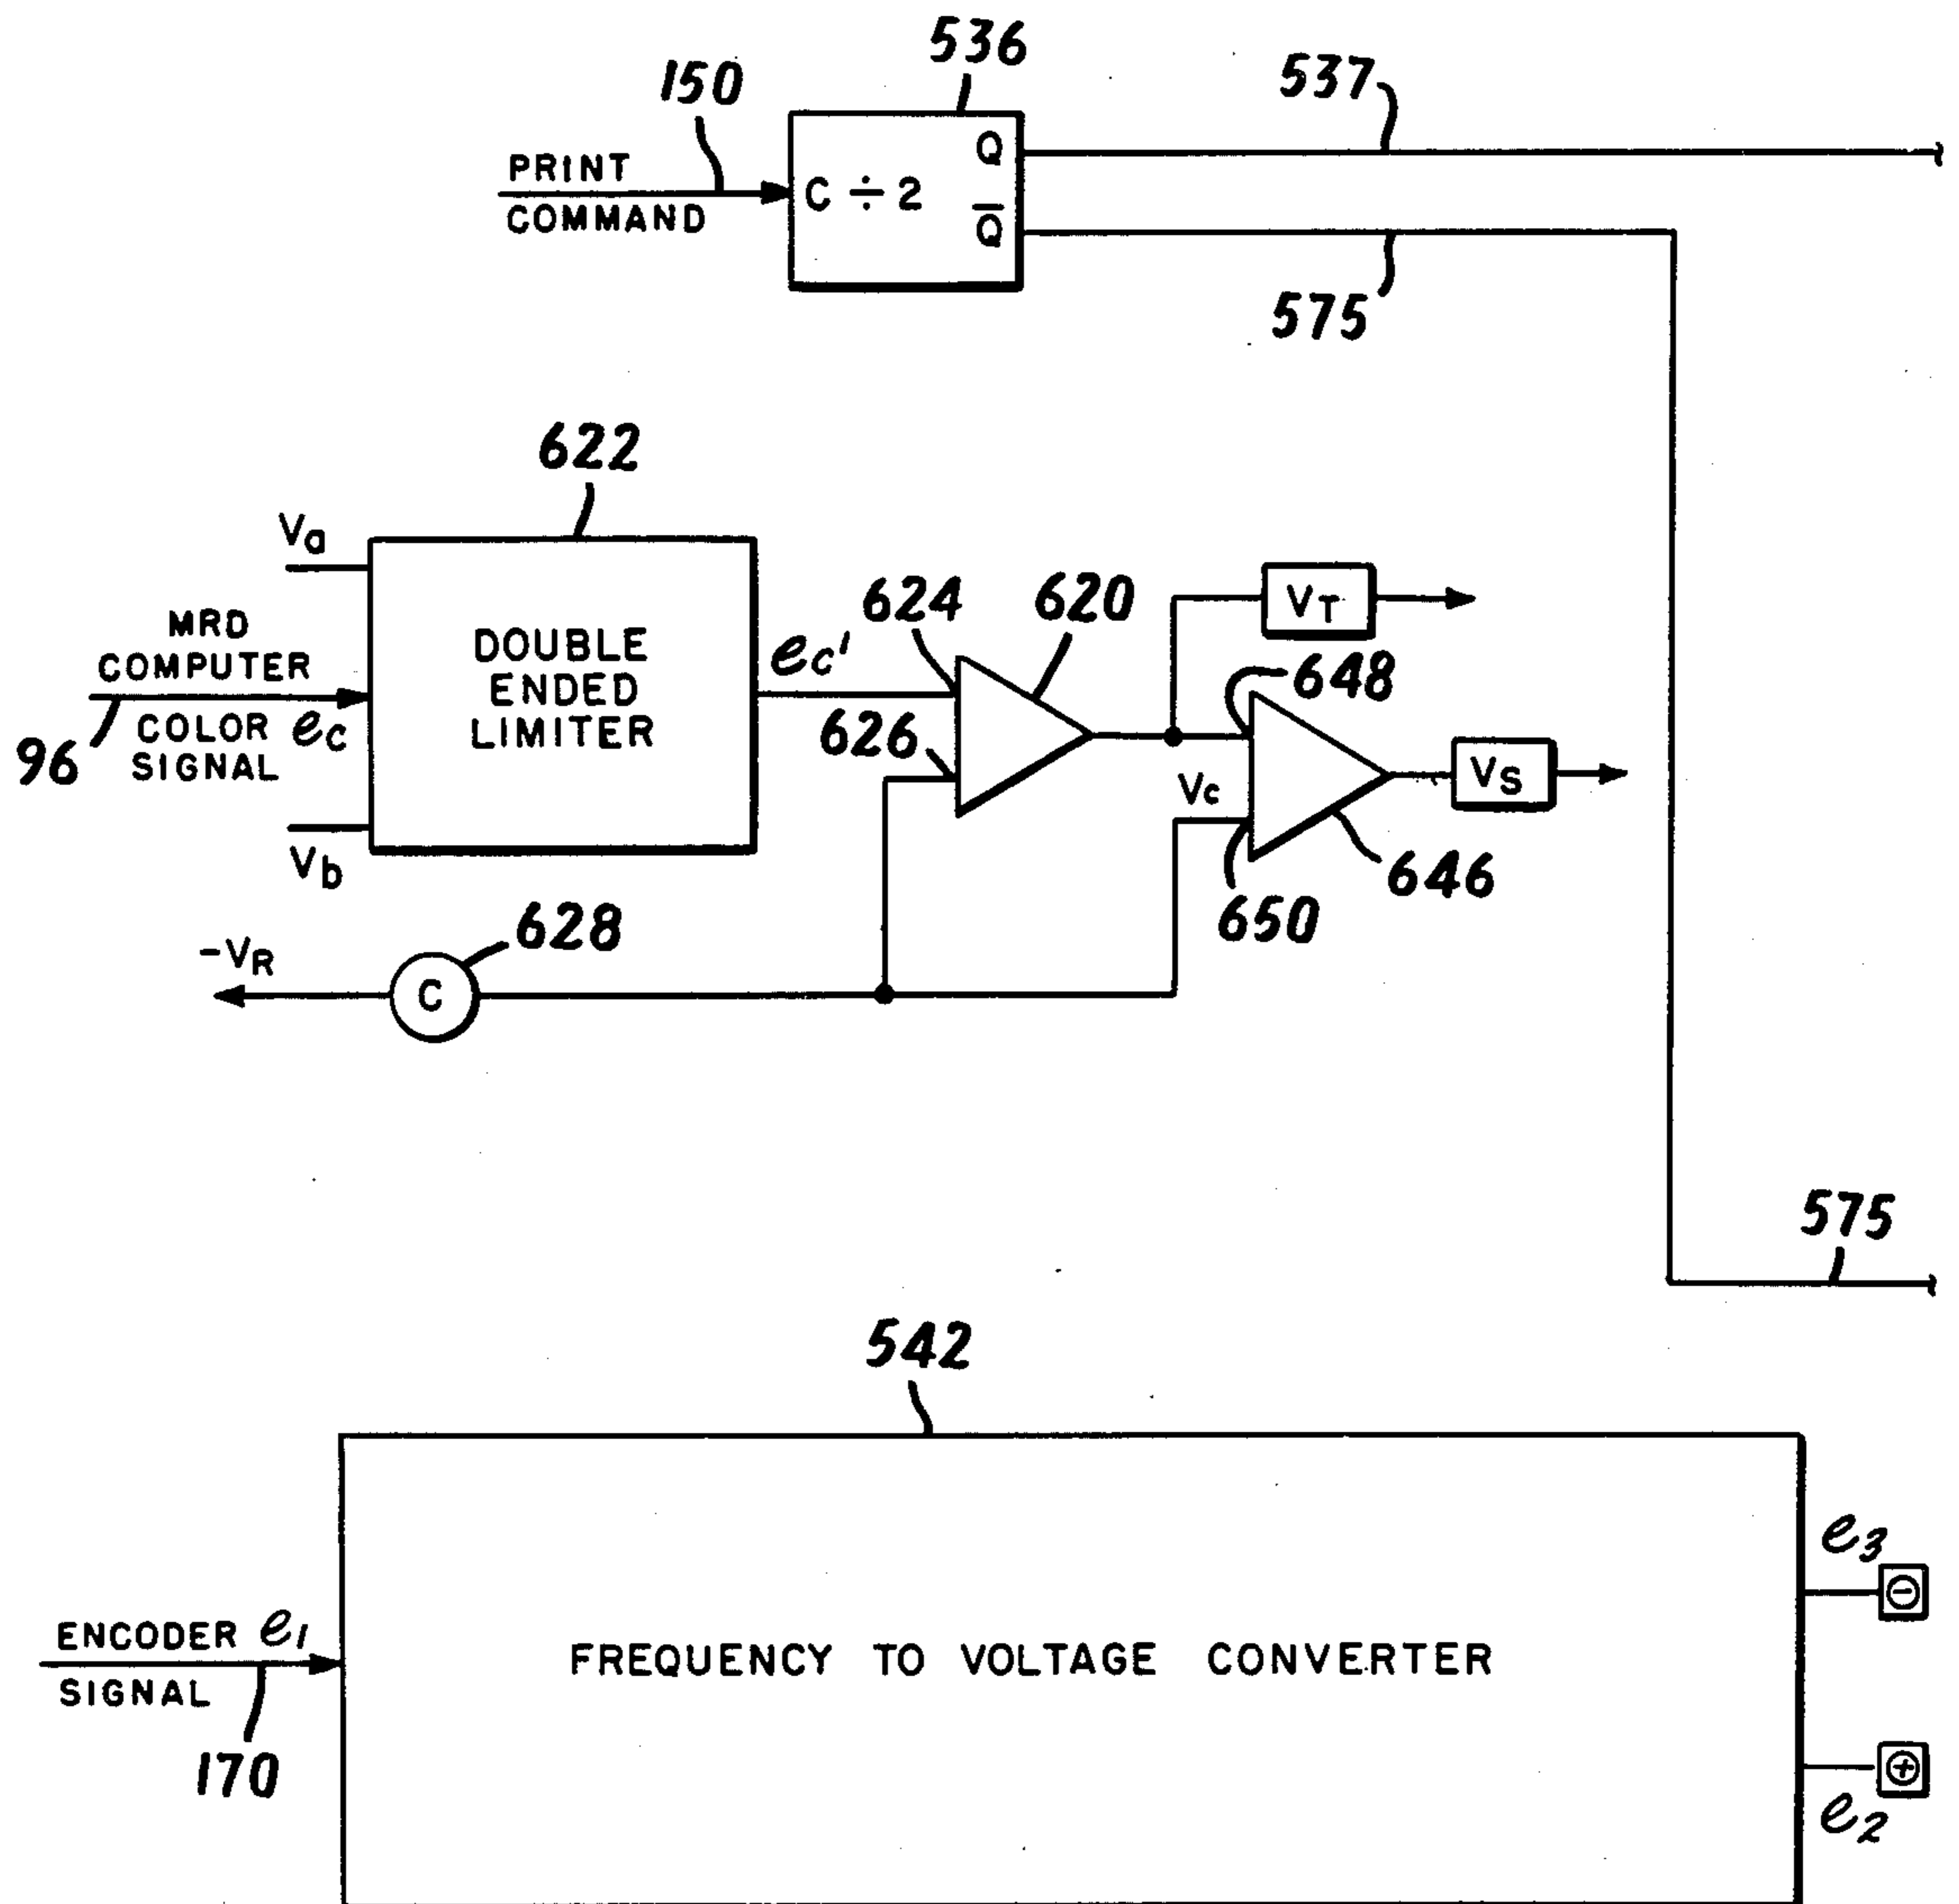 536
150
537
PRINT
COMMAND
C ÷ 2
Q
Q̅
575
622
Va
MRD
COMPUTER
COLOR ec
SIGNAL
96
Vb
DOUBLE
ENDED
LIMITER
ec'
624
620
626
VT
648
Vc
VS
646
650
628
-VR
C
575
542
ENCODER e1
SIGNAL
170
FREQUENCY TO VOLTAGE CONVERTER
e3
−
+
e2